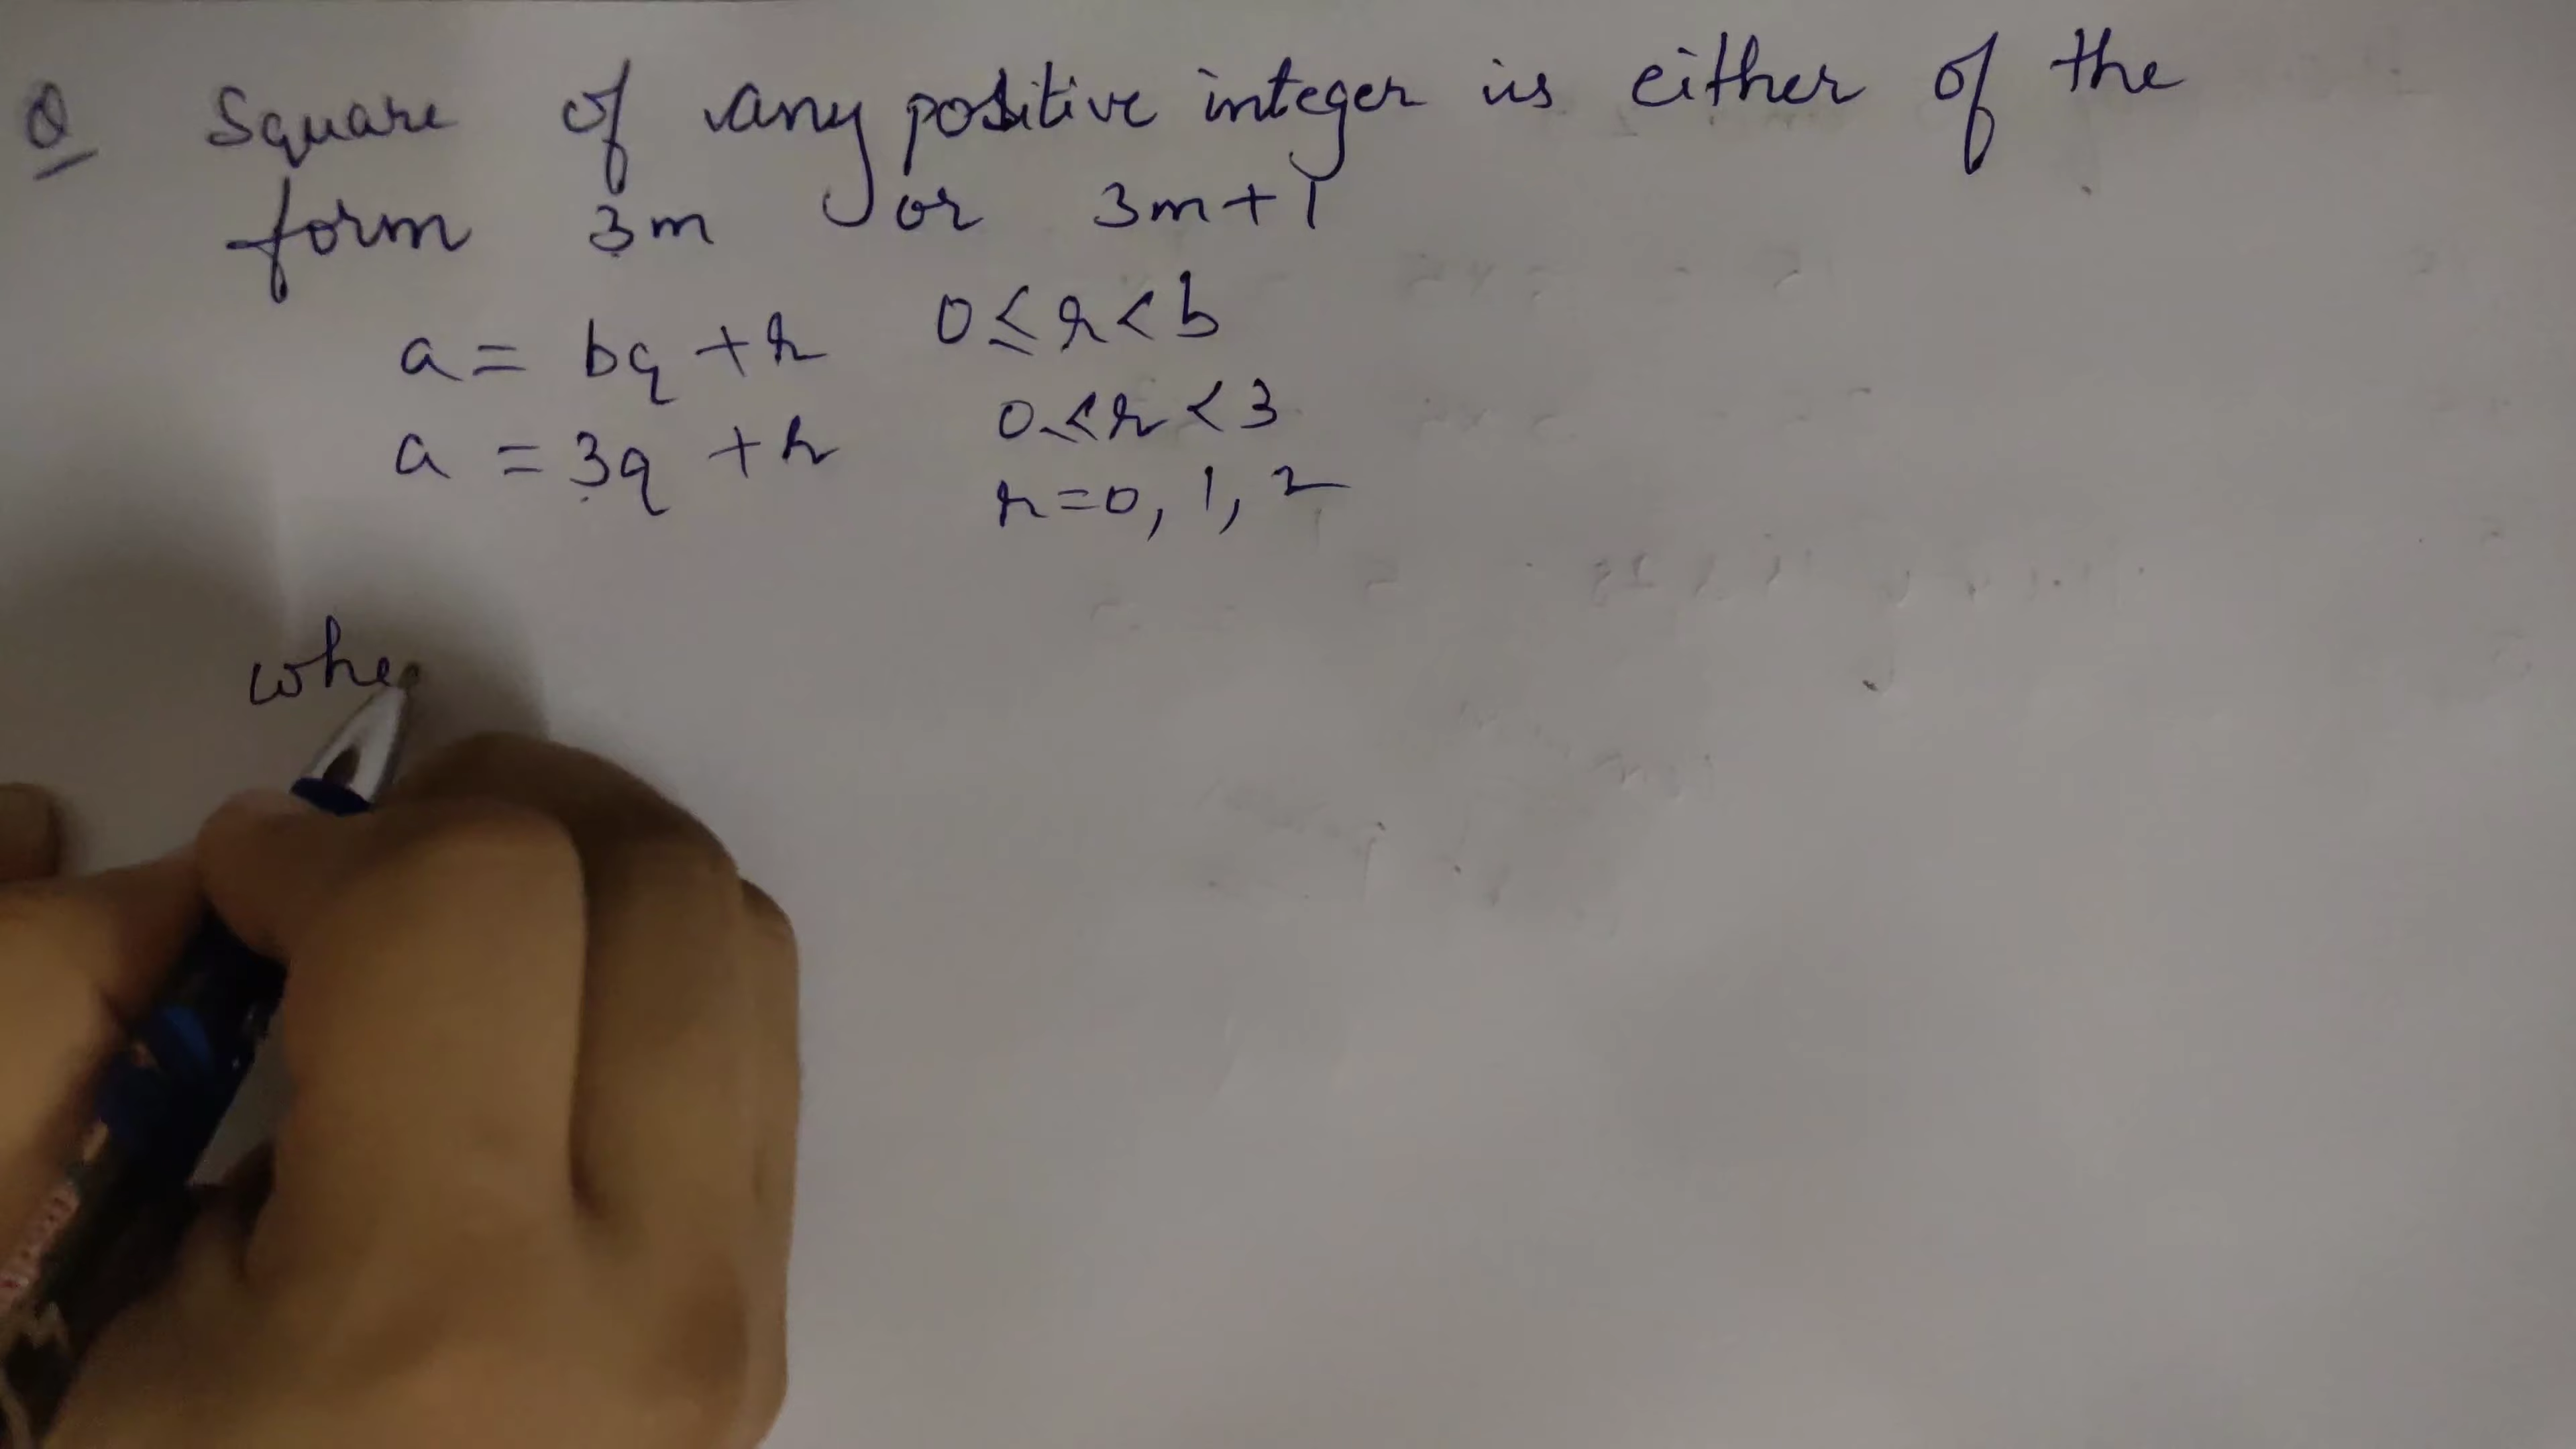 Q Square of any positive integer is either of the
form 3m or 3m+1
a = bq + r 0 ≤ r < b
a = 3q + r 0 ≤ r < 3
r = 0, 1, 2
whe